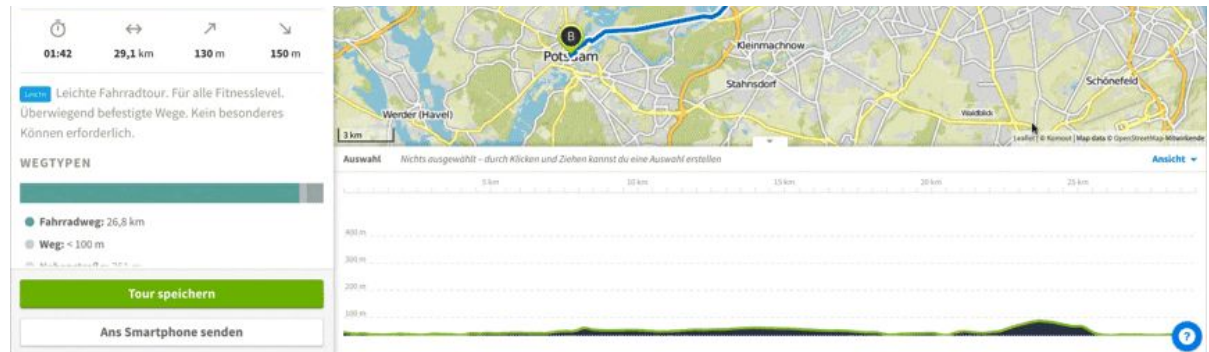 01:42
29,1 km
130 m
150 m
Leicht Leichte Fahrradtour. Für alle Fitnesslevel.
Überwiegend befestigte Wege. Kein besonderes
Können erforderlich.
WEGTYPEN
Fahrradweg: 26,8 km
Weg: < 100 m
Tour speichern
Ans Smartphone senden
B
Potsdam
Kleinmachnow
Stahnsdorf
Schönefeld
Werder (Havel)
Waldblick
3 km
Leaflet | © Komoot | Map data © OpenStreetMap-Mitwirkende
Auswahl Nichts ausgewählt – durch Klicken und Ziehen kannst du eine Auswahl erstellen
Ansicht
5 km
10 km
15 km
20 km
25 km
400 m
300 m
200 m
100 m
?